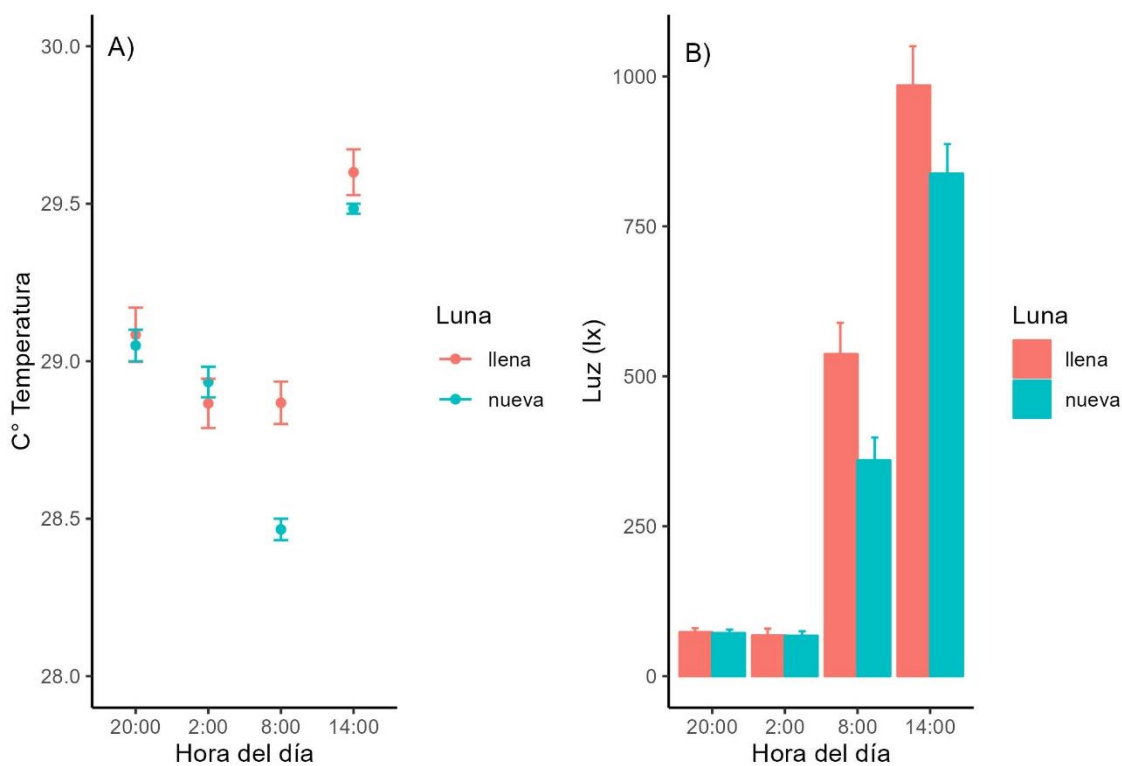 A)
30.0
29.5
29.0
28.5
28.0
C° Temperatura
20:00 2:00 8:00 14:00
Hora del día
Luna
llena
nueva
B)
1000
750
500
250
0
Luz (lx)
20:00 2:00 8:00 14:00
Hora del día
Luna
llena
nueva